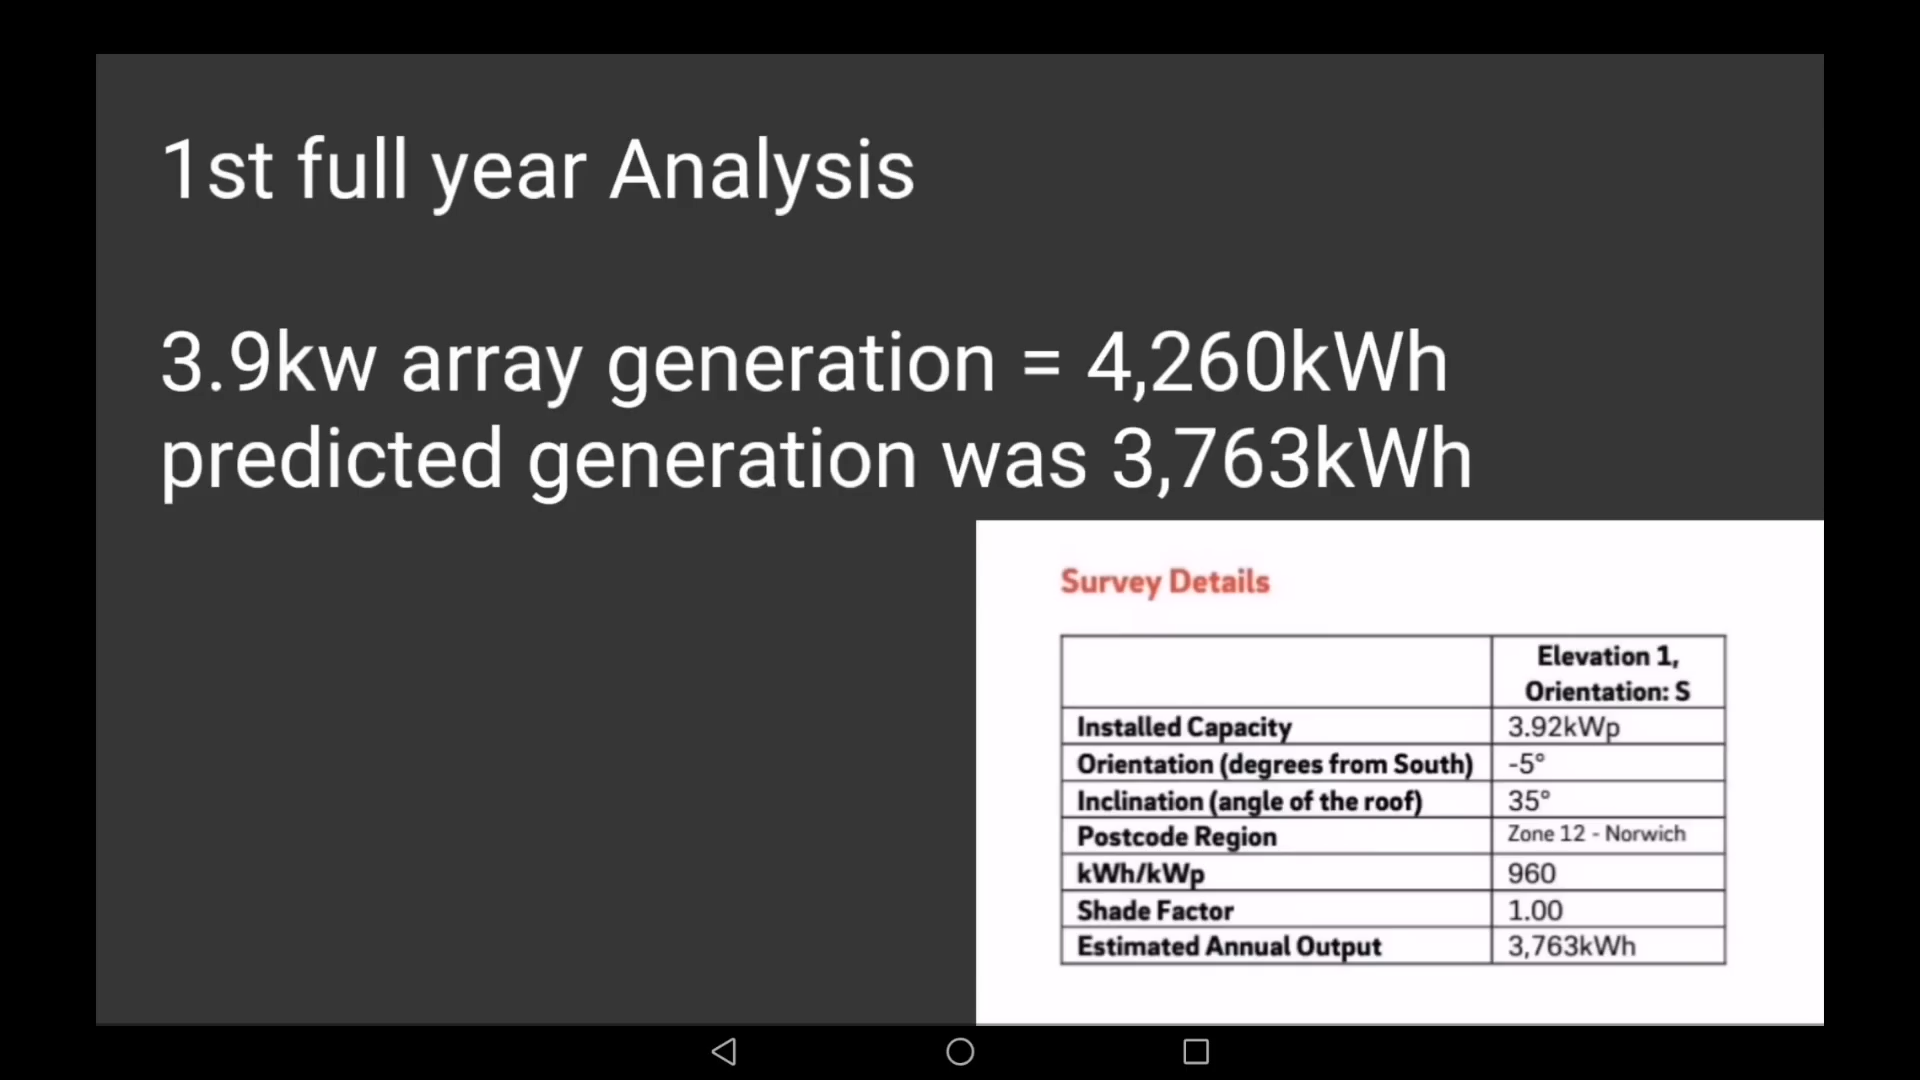 1st full year Analysis
3.9kw array generation = 4,260kWh
predicted generation was 3,763kWh
Survey Details
Elevation 1,
Orientation: S
Installed Capacity 3.92kWp
Orientation (degrees from South) -5°
Inclination (angle of the roof) 35°
Postcode Region Zone 12 - Norwich
kWh/kWp 960
Shade Factor 1.00
Estimated Annual Output 3,763kWh